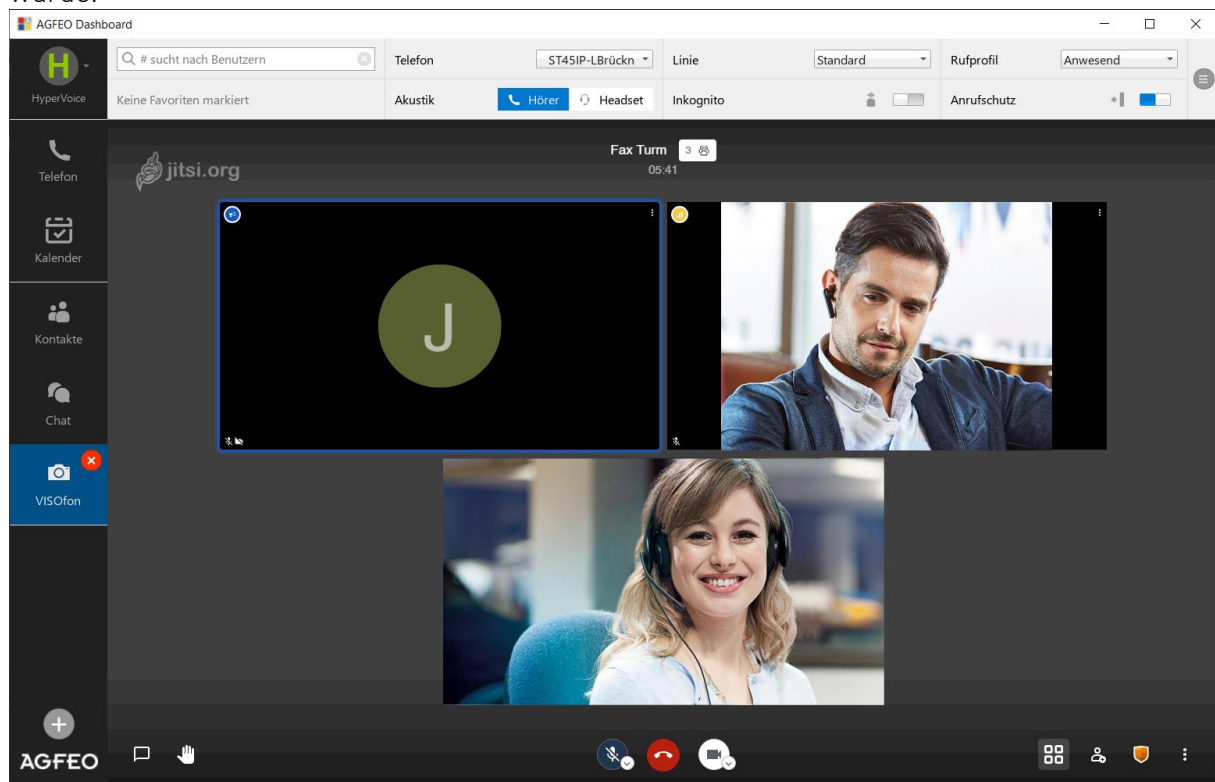 wurde.
AGFEO Dashboard
H
HyperVoice
# sucht nach Benutzern
Keine Favoriten markiert
Telefon
ST45IP-LBrückn
Linie
Standard
Rufprofil
Anwesend
Akustik
Hörer
Headset
Inkognito
Anrufschutz
Telefon
Kalender
Kontakte
Chat
VISOfon
AGFEO
jitsi.org
Fax Turm 3
05:41
J